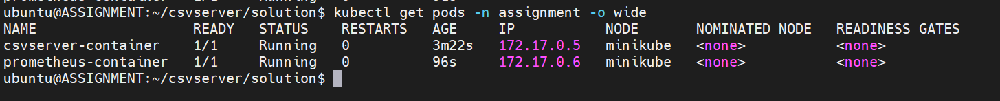 ubuntu@ASSIGNMENT:~/csvserver/solution$ kubectl get pods -n assignment -o wide
NAME READY STATUS RESTARTS AGE IP NODE NOMINATED NODE READINESS GATES
csvserver-container 1/1 Running 0 3m22s 172.17.0.5 minikube <none> <none>
prometheus-container 1/1 Running 0 96s 172.17.0.6 minikube <none> <none>
ubuntu@ASSIGNMENT:~/csvserver/solution$